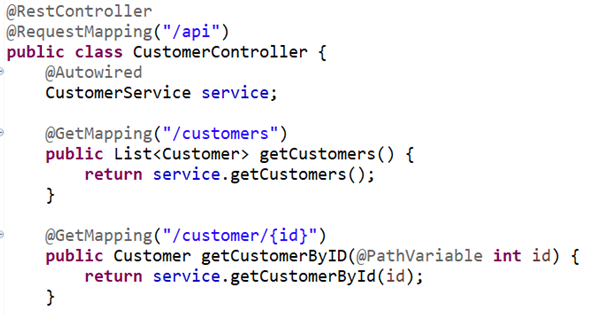 @RestController
@RequestMapping("/api")
public class CustomerController {
    @Autowired
    CustomerService service;

    @GetMapping("/customers")
    public List<Customer> getCustomers() {
        return service.getCustomers();
    }

    @GetMapping("/customer/{id}")
    public Customer getCustomerByID(@PathVariable int id) {
        return service.getCustomerById(id);
    }